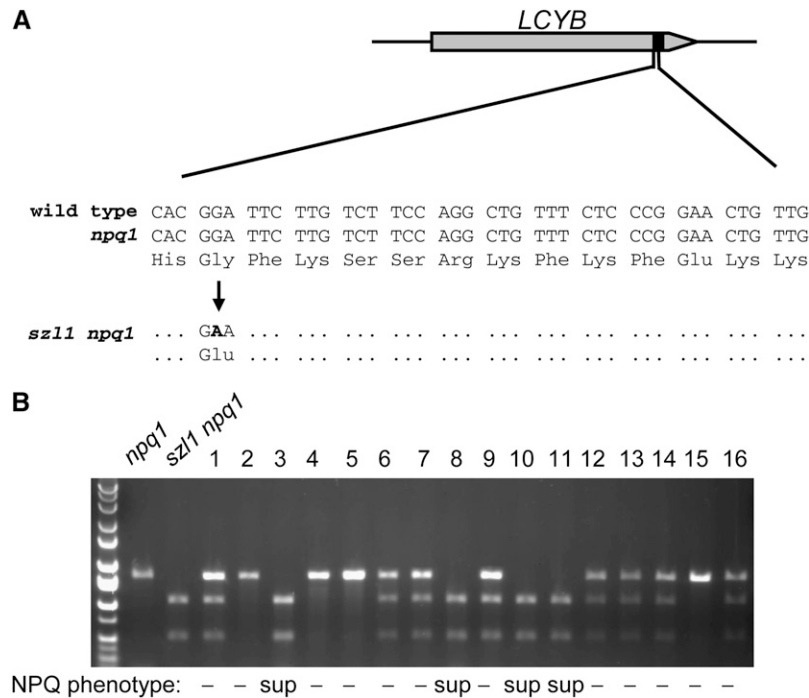 A
LCYB
wild type CAC GGA TTC TTG TCT TCC AGG CTG TTT CTC CCG GAA CTG TTG
npq1 CAC GGA TTC TTG TCT TCC AGG CTG TTT CTC CCG GAA CTG TTG
His Gly Phe Lys Ser Ser Arg Lys Phe Lys Phe Glu Lys Lys
szl1 npq1 ... GAA ... ... ... ... ... ... ... ... ... ... ... ...
... Glu ... ... ... ... ... ... ... ... ... ... ... ...
B
npq1 szl1 npq1 1 2 3 4 5 6 7 8 9 10 11 12 13 14 15 16
NPQ phenotype: – – sup – – – – sup – sup sup – – – – –